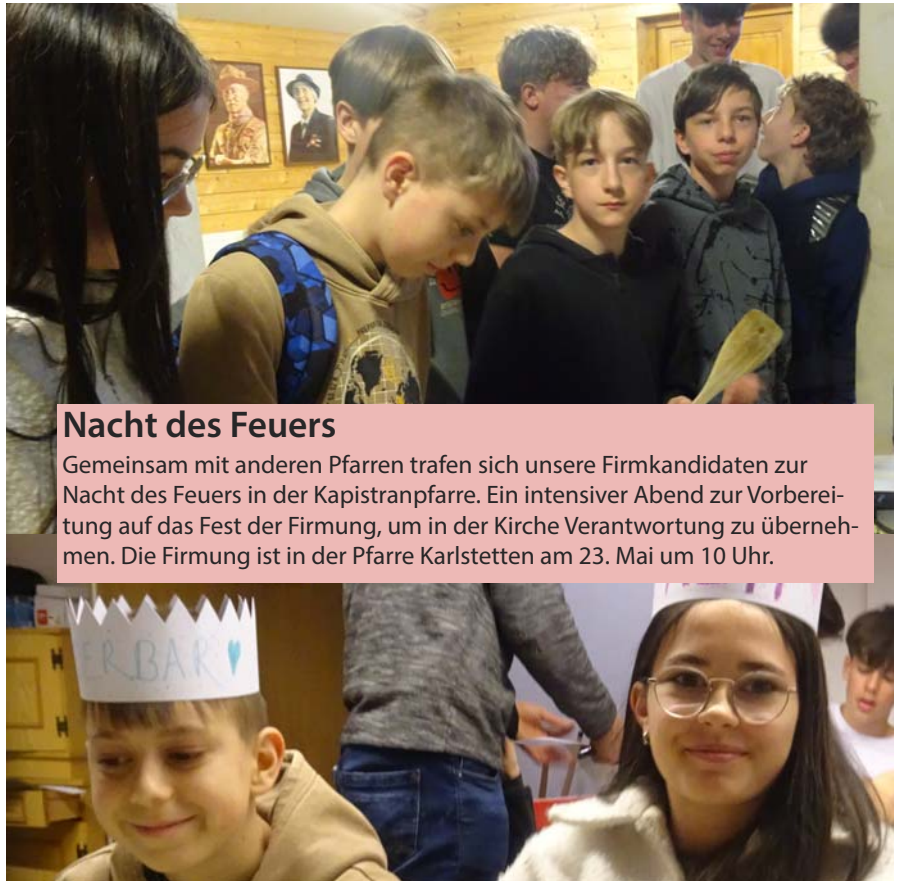 Nacht des Feuers
Gemeinsam mit anderen Pfarren trafen sich unsere Firmkandidaten zur
Nacht des Feuers in der Kapistranpfarre. Ein intensiver Abend zur Vorberei-
tung auf das Fest der Firmung, um in der Kirche Verantwortung zu überneh-
men. Die Firmung ist in der Pfarre Karlstetten am 23. Mai um 10 Uhr.
ERBAR